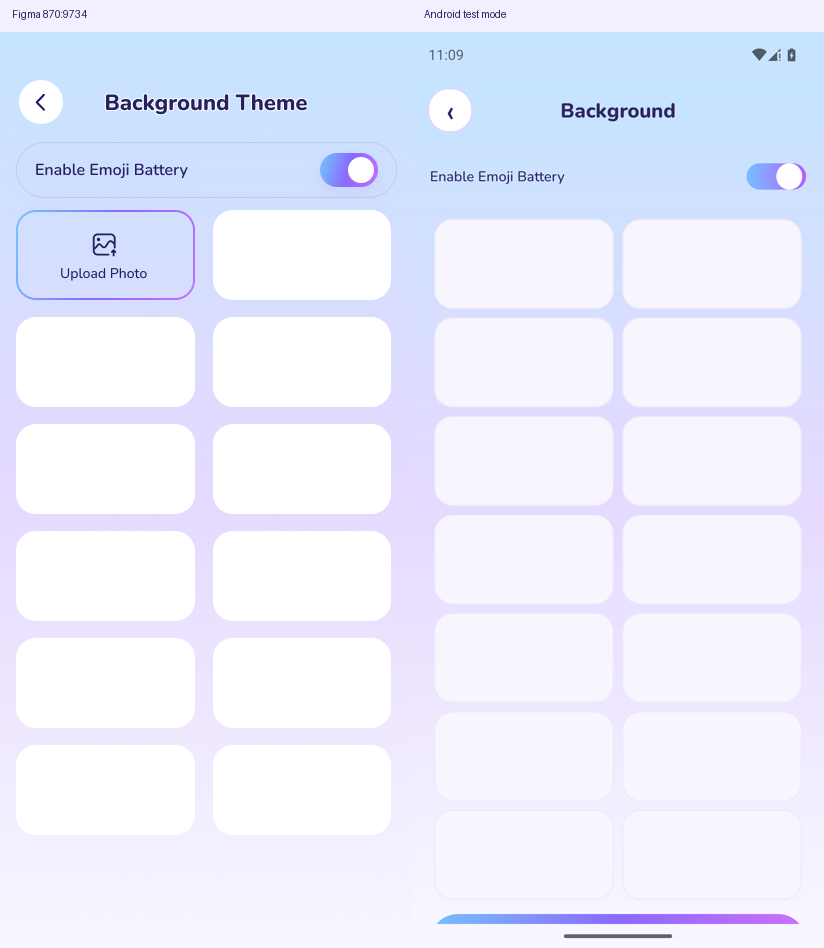 Figma 870:9734
Android test mode
11:09
Background Theme
Background
Enable Emoji Battery
Enable Emoji Battery
Upload Photo